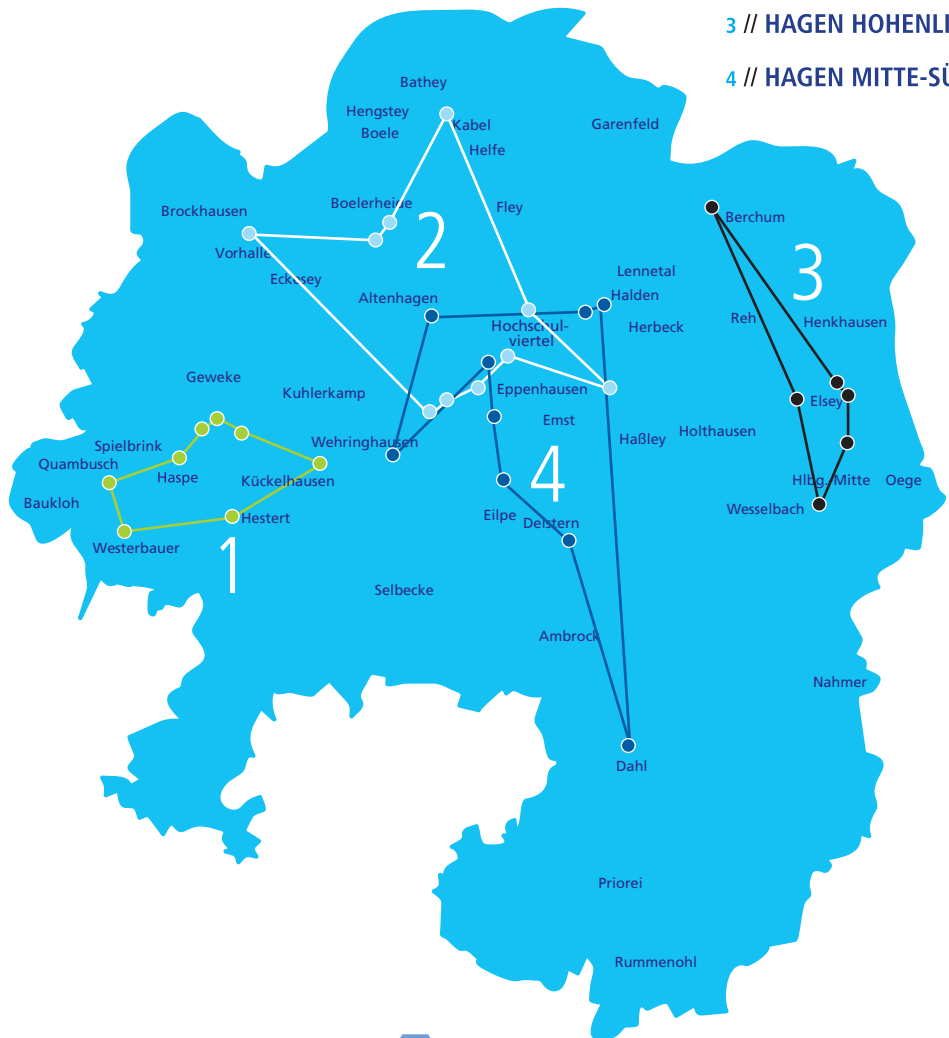 3 // HAGEN HOHENLI
4 // HAGEN MITTE-SÜ
Bathey
Hengstey
Kabel
Garenfeld
Boele
Helfe
Boelerheide
Fley
Brockhausen
Berchum
2
3
Vorhalle
Eckesey
Lennetal
Altenhagen
Halden
Hochschul-
viertel
Herbeck
Reh
Henkhausen
Geweke
Kuhlerkamp
Eppenhausen
Elsey
Emst
Wehringhausen
Haßley
Holthausen
Spielbrink
Quambusch
Haspe
Kückelhausen
4
Hlbg.-Mitte
Oege
Baukloh
Hestert
Eilpe
Delstern
Wesselbach
Westerbauer
1
Selbecke
Ambrock
Nahmer
Dahl
Priorei
Rummenohl